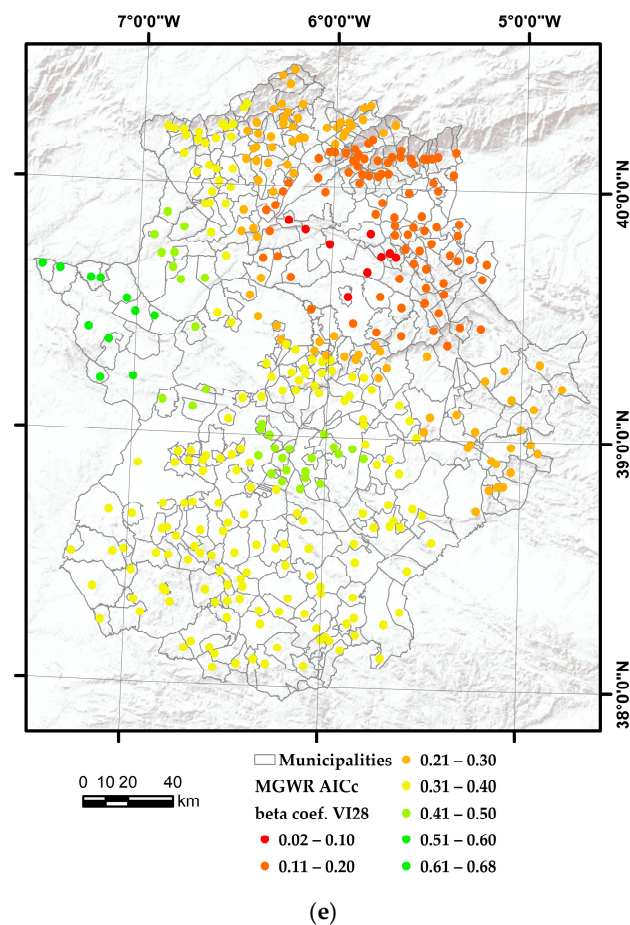 7°0'0"W 6°0'0"W 5°0'0"W
40°0'0"N
39°0'0"N
38°0'0"N
0 10 20 40
km
Municipalities
MGWR AICc
beta coef. VI28
0.02 – 0.10
0.11 – 0.20
0.21 – 0.30
0.31 – 0.40
0.41 – 0.50
0.51 – 0.60
0.61 – 0.68
(e)